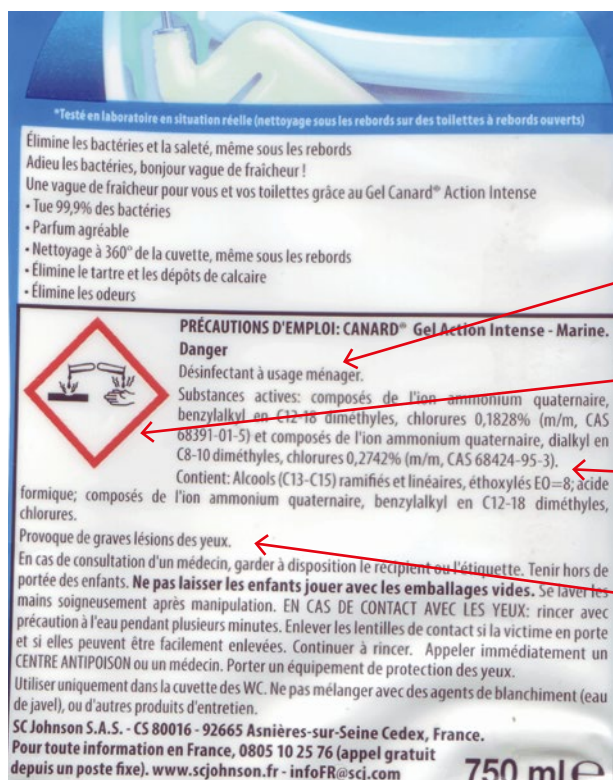 *Testé en laboratoire en situation réelle (nettoyage sous les rebords sur des toilettes à rebords ouverts)
Élimine les bactéries et la saleté, même sous les rebords
Adieu les bactéries, bonjour vague de fraîcheur !
Une vague de fraîcheur pour vous et vos toilettes grâce au Gel Canard® Action Intense
• Tue 99,9% des bactéries
• Parfum agréable
• Nettoyage à 360° de la cuvette, même sous les rebords
• Élimine le tartre et les dépôts de calcaire
• Élimine les odeurs
PRÉCAUTIONS D'EMPLOI: CANARD® Gel Action Intense - Marine.
Danger
Désinfectant à usage ménager.
Substances actives: composés de l'ion ammonium quaternaire,
benzylalkyl en C12-18 diméthyles, chlorures 0,1828% (m/m, CAS
68391-01-5) et composés de l'ion ammonium quaternaire, dialkyl en
C8-10 diméthyles, chlorures 0,2742% (m/m, CAS 68424-95-3).
Contient: Alcools (C13-C15) ramifiés et linéaires, éthoxylés EO=8; acide
formique; composés de l'ion ammonium quaternaire, benzylalkyl en C12-18 diméthyles,
chlorures.
Provoque de graves lésions des yeux.
En cas de consultation d'un médecin, garder à disposition le récipient ou l'étiquette. Tenir hors de
portée des enfants. Ne pas laisser les enfants jouer avec les emballages vides. Se laver les
mains soigneusement après manipulation. EN CAS DE CONTACT AVEC LES YEUX: rincer avec
précaution à l'eau pendant plusieurs minutes. Enlever les lentilles de contact si la victime en porte
et si elles peuvent être facilement enlevées. Continuer à rincer. Appeler immédiatement un
CENTRE ANTIPOISON ou un médecin. Porter un équipement de protection des yeux.
Utiliser uniquement dans la cuvette des WC. Ne pas mélanger avec des agents de blanchiment (eau
de javel), ou d'autres produits d'entretien.
SC Johnson S.A.S. - CS 80016 - 92665 Asnières-sur-Seine Cedex, France.
Pour toute information en France, 0805 10 25 76 (appel gratuit
depuis un poste fixe). www.scjohnson.fr - infoFR@scj.com
750 ml ℮